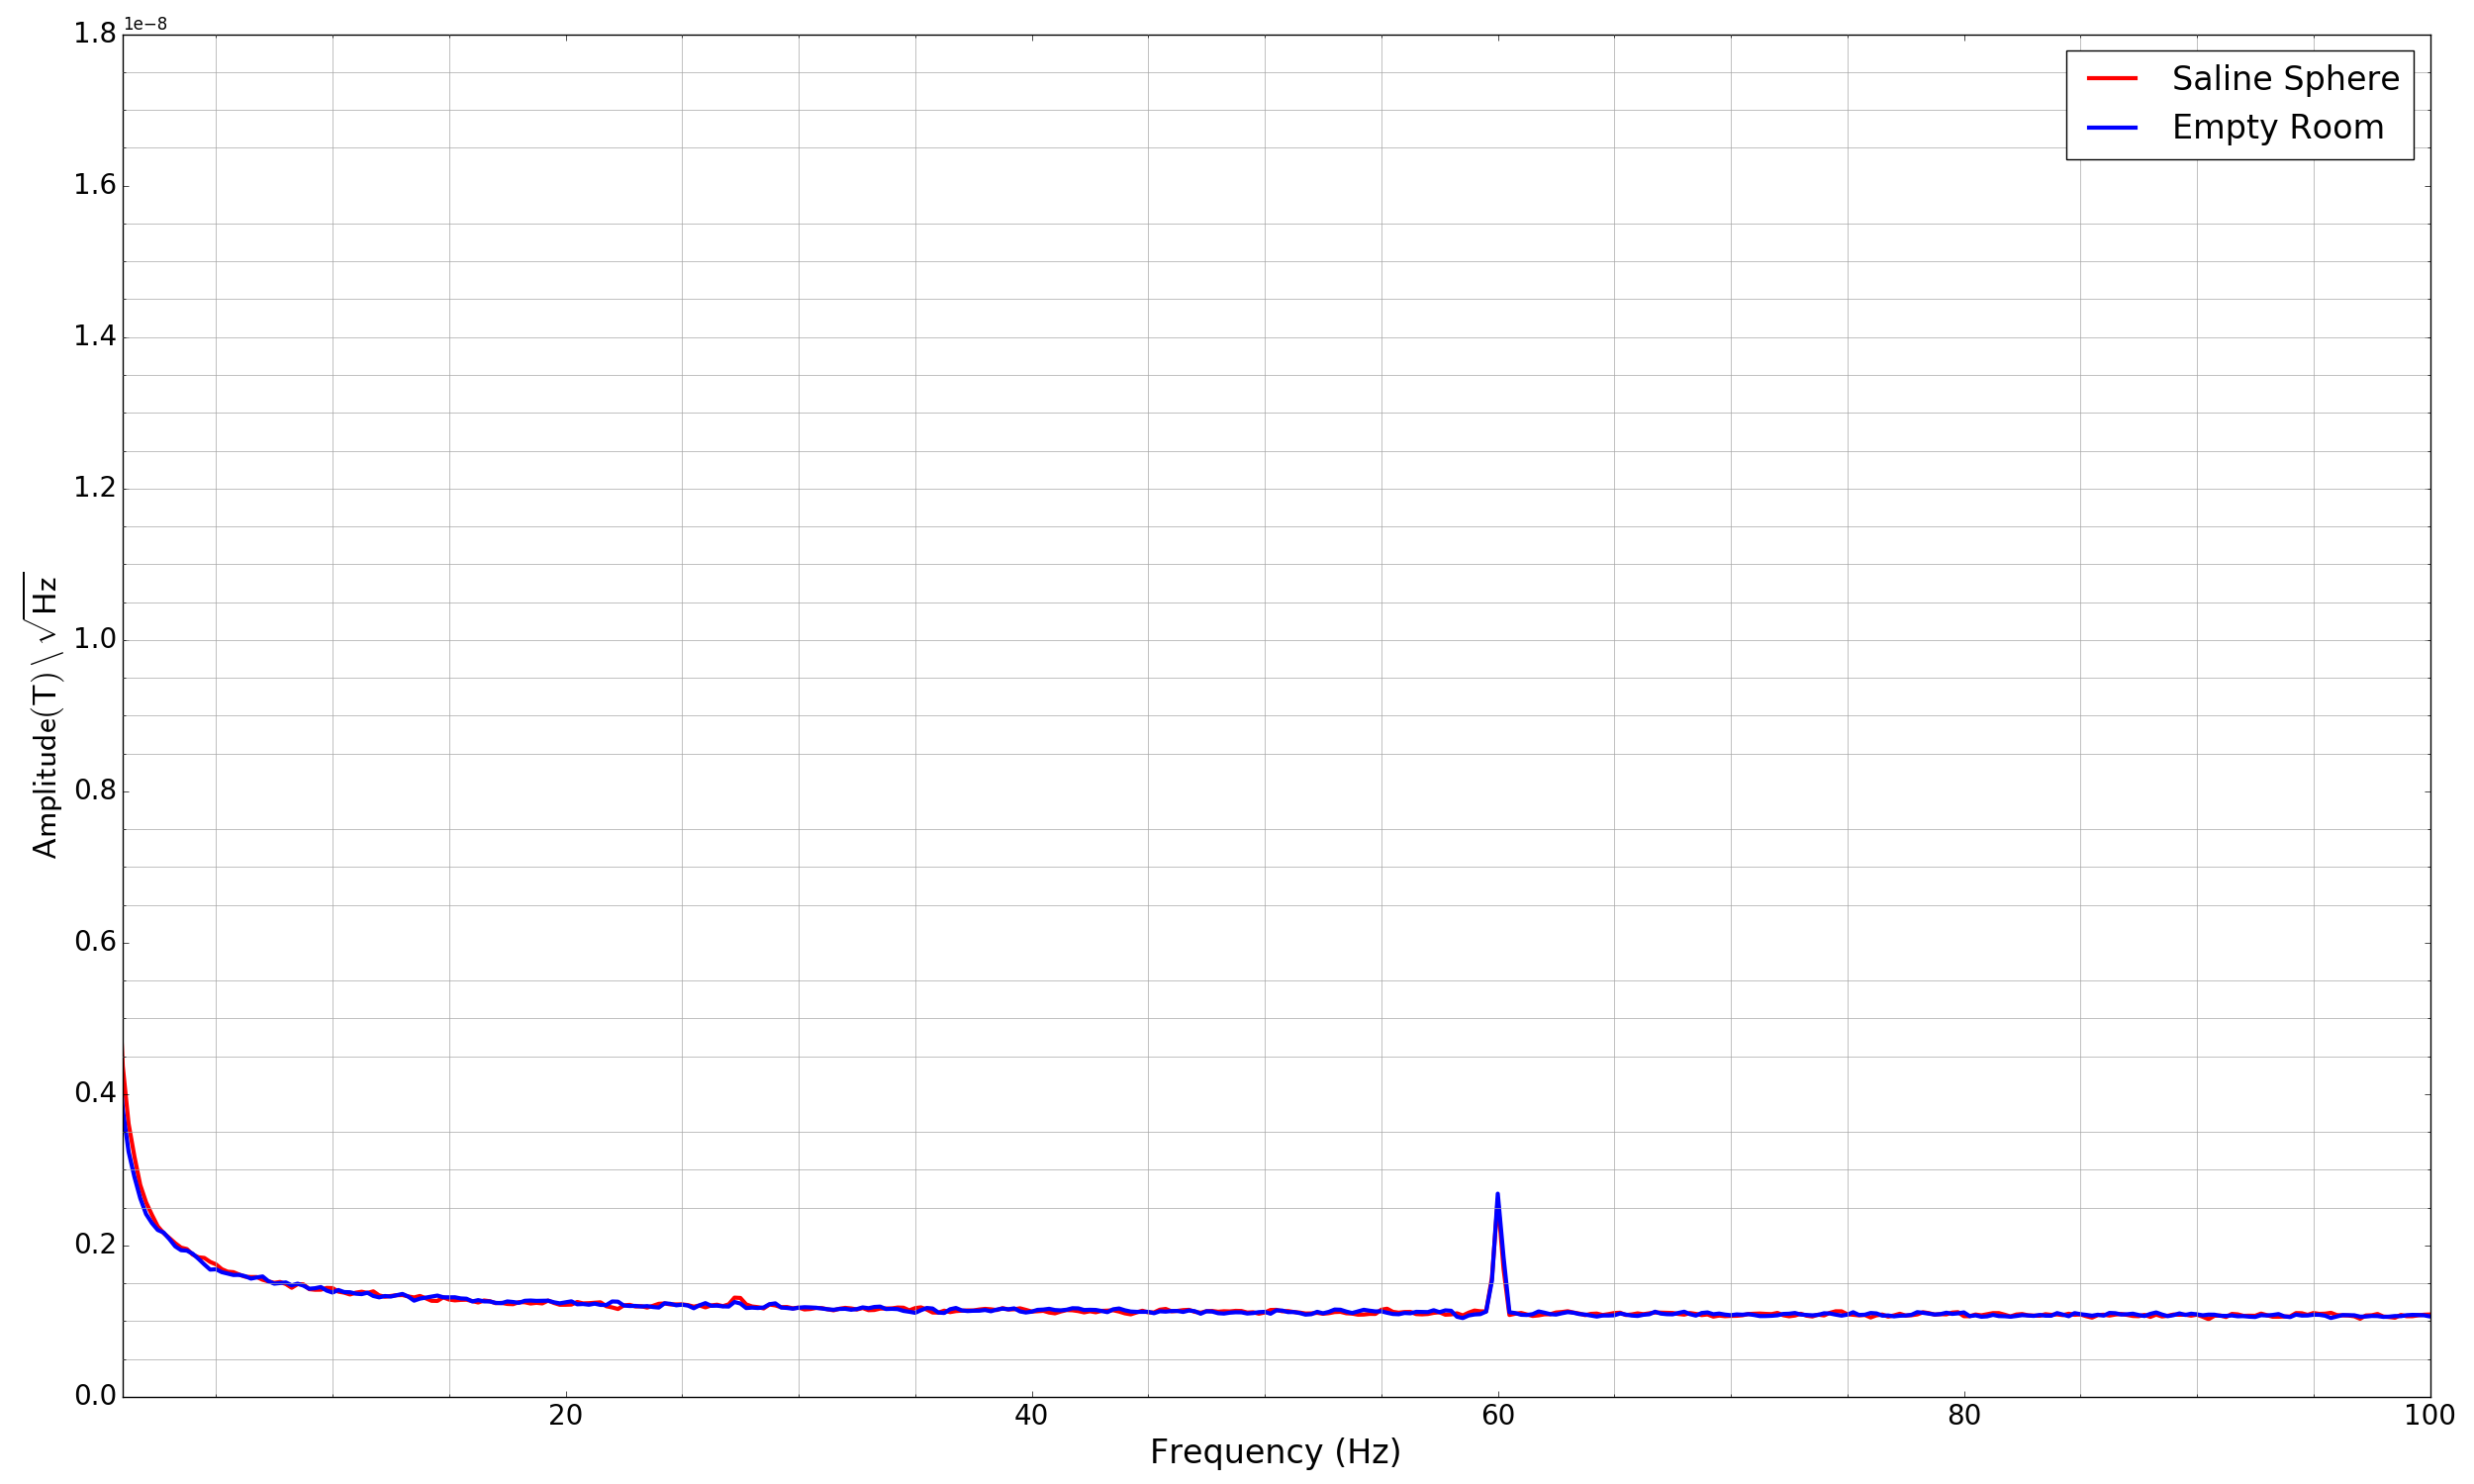 1e−8
1.8
1.6
1.4
1.2
1.0
0.8
0.6
0.4
0.2
0.0
Amplitude(T) \ √Hz
Saline Sphere
Empty Room
20 40 60 80 100
Frequency (Hz)